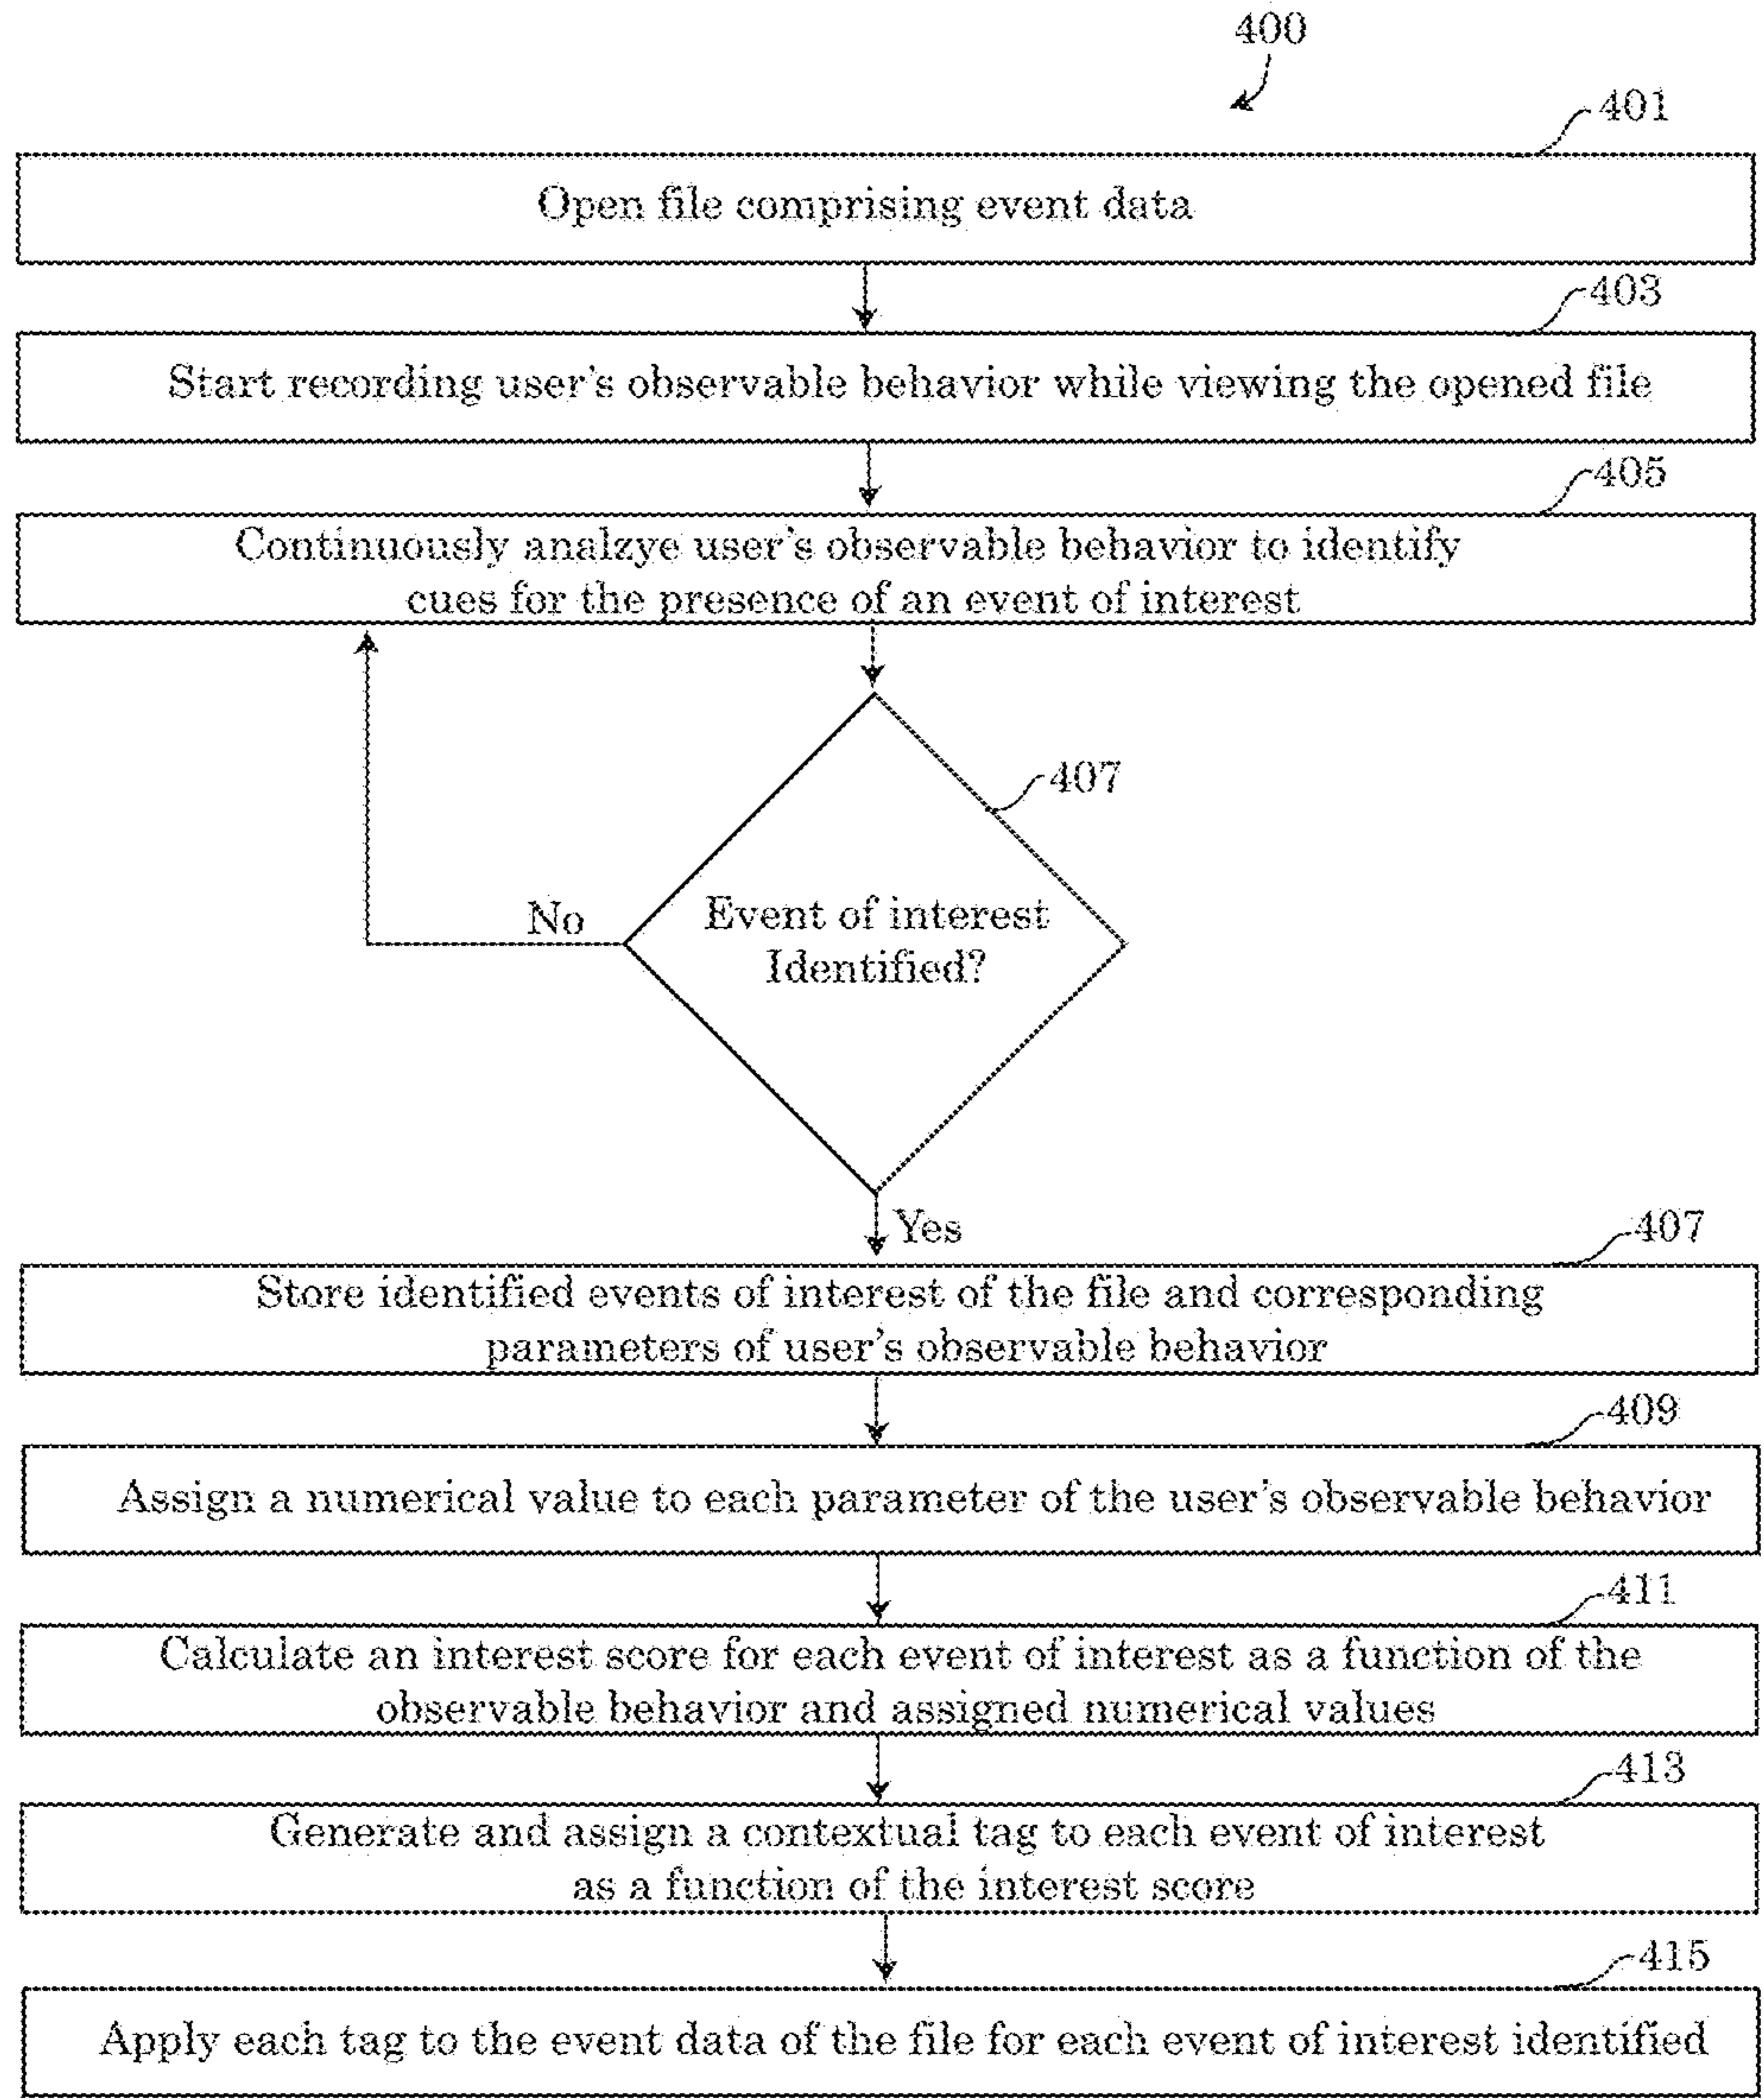 400
401
Open file comprising event data
403
Start recording user's observable behavior while viewing the opened file
405
Continuously analzye user's observable behavior to identify
cues for the presence of an event of interest
407
Event of interest
Identified?
No
Yes
407
Store identified events of interest of the file and corresponding
parameters of user's observable behavior
409
Assign a numerical value to each parameter of the user's observable behavior
411
Calculate an interest score for each event of interest as a function of the
observable behavior and assigned numerical values
413
Generate and assign a contextual tag to each event of interest
as a function of the interest score
415
Apply each tag to the event data of the file for each event of interest identified